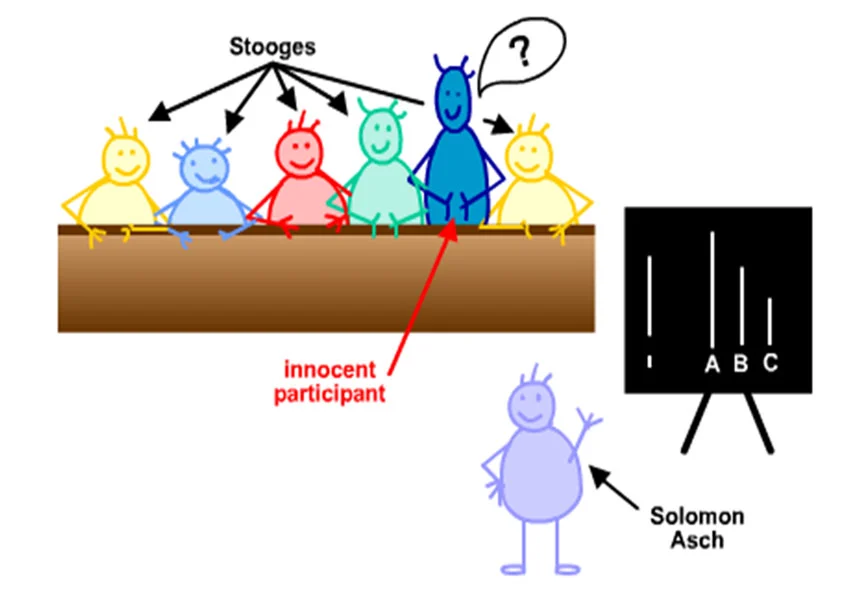 Stooges
?
innocent
participant
A B C
Solomon
Asch